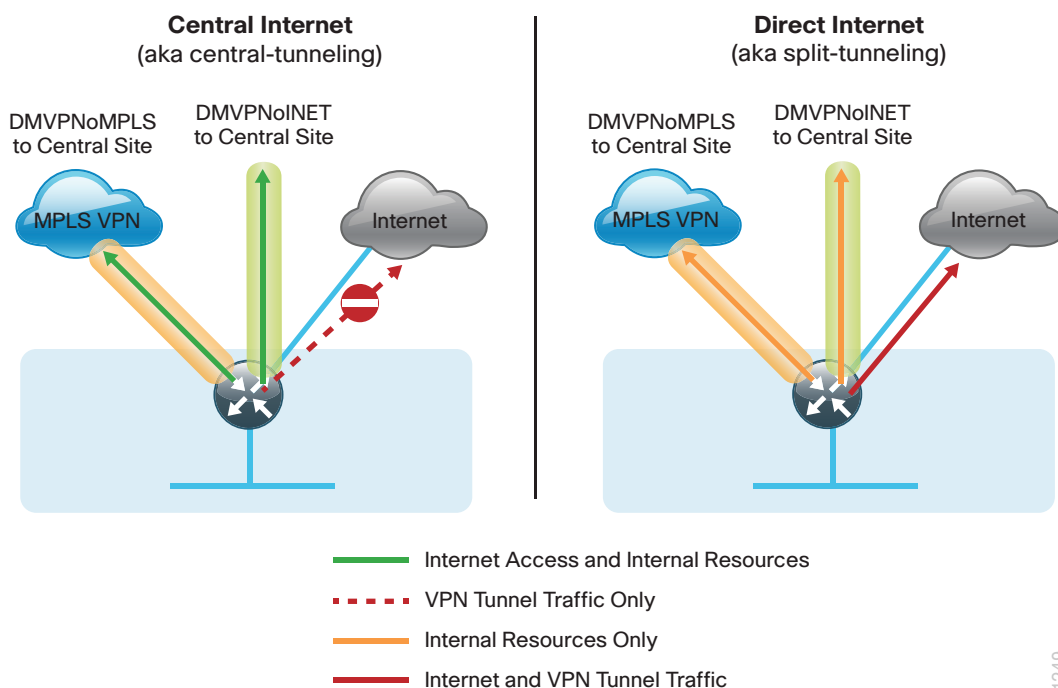 Central Internet
(aka central-tunneling)
DMVPNoMPLS
to Central Site
DMVPNoINET
to Central Site
MPLS VPN
Internet
Direct Internet
(aka split-tunneling)
DMVPNoMPLS
to Central Site
DMVPNoINET
to Central Site
MPLS VPN
Internet
Internet Access and Internal Resources
VPN Tunnel Traffic Only
Internal Resources Only
Internet and VPN Tunnel Traffic